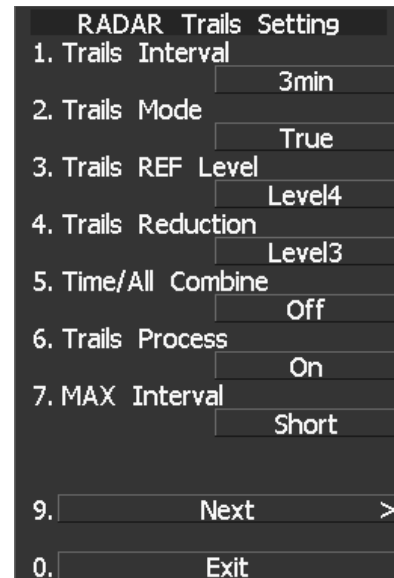 RADAR Trails Setting
1. Trails Interval
3min
2. Trails Mode
True
3. Trails REF Level
Level4
4. Trails Reduction
Level3
5. Time/All Combine
Off
6. Trails Process
On
7. MAX Interval
Short
9. Next >
0. Exit